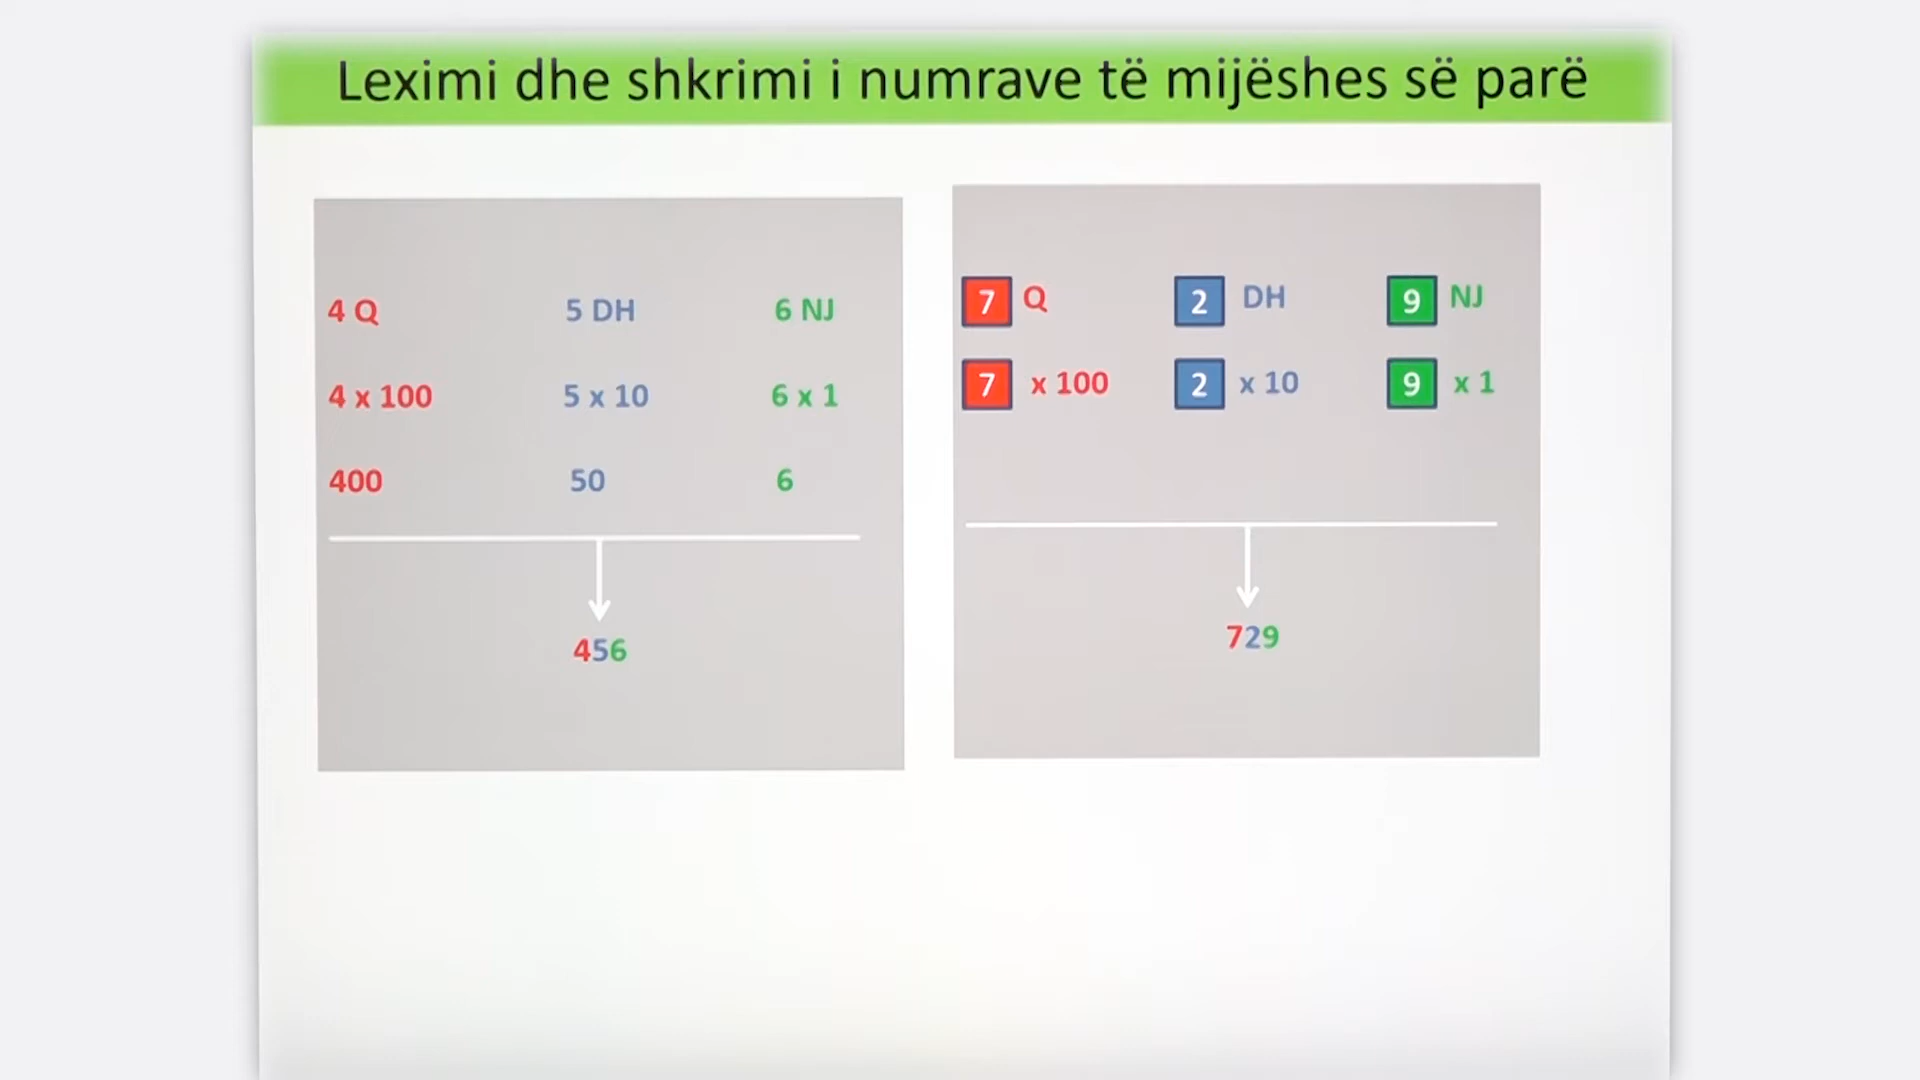 Leximi dhe shkrimi i numrave të mijëshes së parë
4 Q 5 DH 6 NJ
4 x 100 5 x 10 6 x 1
400 50 6
456
7 Q 2 DH 9 NJ
7 x 100 2 x 10 9 x 1
729